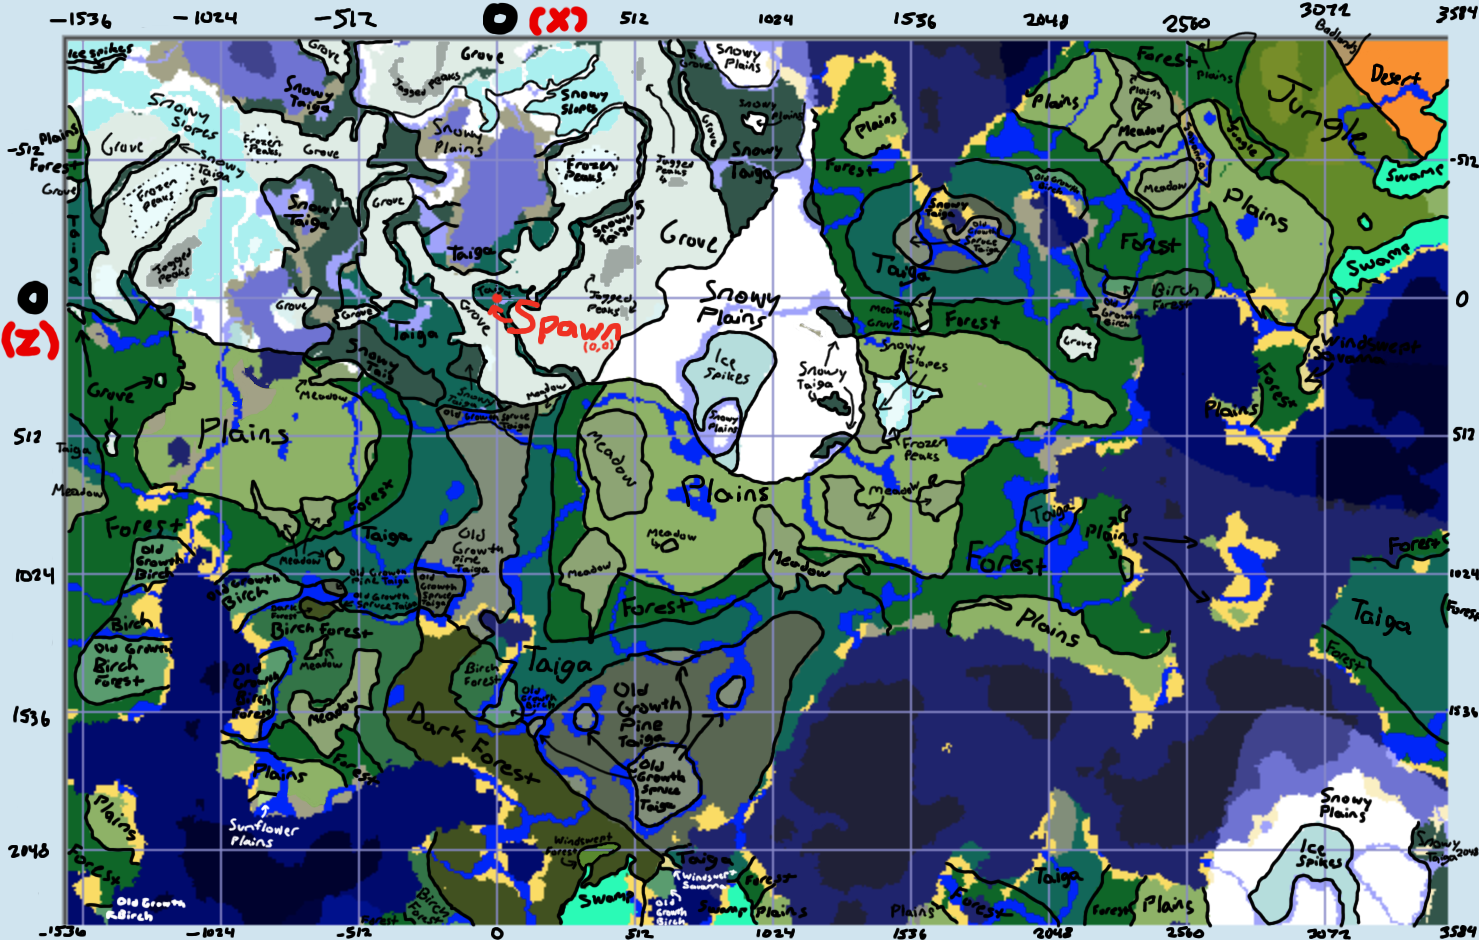 -1536 -1024 -512 0 (X) 512 1024 1536 2048 2560 3072 3584
Badlands
Ice spikes
Grove
Grove
Jagged Peaks
Snowy Taiga
Snowy Slopes
Snowy Slopes
Grove
Snowy Plains
Forest
Plains
Desert
Plains
Plains
Meadow
Jungle
Jungle
Savanna
Snowy Plains
Snowy Taiga
Grove
Plains
-512
Forest
Grove
Taiga
Grove
Snowy Taiga
Frozen Peaks
Grove
Snowy Plains
Frozen Peaks
Jagged Peaks
Plains
Forest
-512
Swamp
Frozen Peaks
Jagged Peaks
Snowy Taiga
Grove
Taiga
Snowy Taiga
Grove
Old Growth Birch
Meadow
Plains
Snowy Taiga
Old Growth Spruce Taiga
Forest
Taiga
Swamp
0
(Z)
Grove
Grove
Taiga
Grove
Spawn
(0,0)
Jagged Peaks
Snowy Plains
Meadow
Grove
Forest
Old Growth Birch
Birch Forest
0
Windswept Savanna
Taiga
Snowy Taiga
Grove
Meadow
Snowy Taiga
Meadow
Ice Spikes
Snowy Taiga
Snowy Slopes
Grove
Forest
Plains
512
Plains
Old Growth Spruce Taiga
Snowy Plains
Frozen Peaks
512
Taiga
Meadow
Meadow
Plains
Meadow
Forest
Forest
Taiga
Old Growth Birch
Meadow
Old Growth Pine Taiga
Meadow
Meadow
Taiga
Plains
Forest
Forest
1024
Old Growth Birch
Old Growth Pine Taiga
Old Growth Spruce Taiga
Old Growth Spruce Taiga
Meadow
1024
Dark Forest
Birch
Birch Forest
Forest
Plains
Taiga
Forest
Old Growth Birch Forest
Meadow
Old Growth Birch Forest
Birch Forest
Taiga
Forest
1536
Meadow
Old Growth Birch
Old Growth Pine Taiga
1536
Dark Forest
Plains
Forest
Old Growth Spruce Taiga
Plains
Sunflower Plains
Snowy Plains
2048
Forest
Windswept Forest
Taiga
Ice Spikes
Snowy Taiga
2048
Old Growth Birch
Birch Forest
Forest
Swamp
Windswept Savanna
Old Growth Birch
Swamp
Forest
Plains
Plains
Forest
Taiga
Forest
Plains
-1536 -1024 -512 0 512 1024 1536 2048 2560 3072 3584